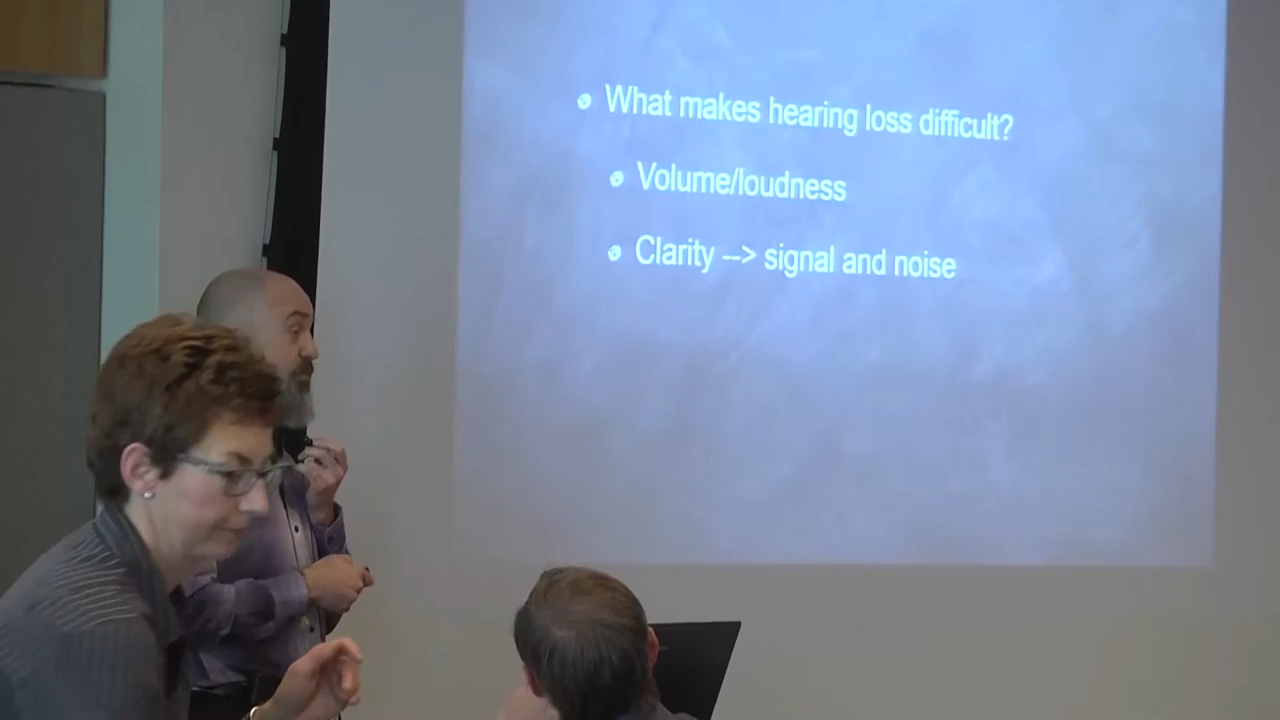 What makes hearing loss difficult?
Volume/loudness
Clarity --> signal and noise